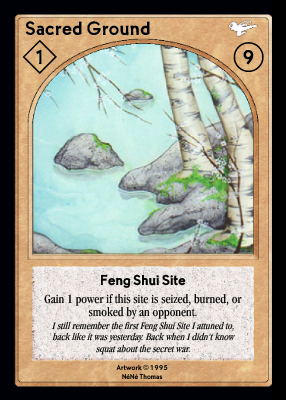 Sacred Ground
1
9
Feng Shui Site
Gain 1 power if this site is seized, burned, or
smoked by an opponent.
I still remember the first Feng Shui Site I attuned to,
back like it was yesterday. Back when I didn't know
squat about the secret war.
Artwork © 1995
NéNé Thomas